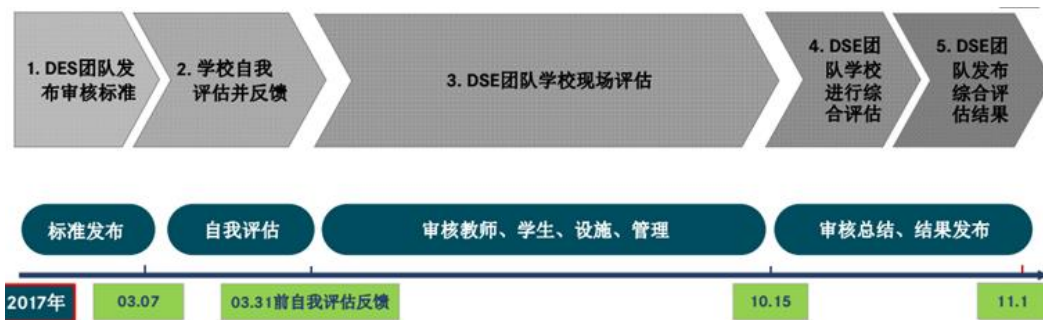 1. DES团队发
布审核标准
2. 学校自我
评估并反馈
3. DSE团队学校现场评估
4. DSE团
队学校
进行综
合评估
5. DSE团
队发布
综合评
估结果
标准发布
自我评估
审核教师、学生、设施、管理
审核总结、结果发布
2017年
03.07
03.31前自我评估反馈
10.15
11.1